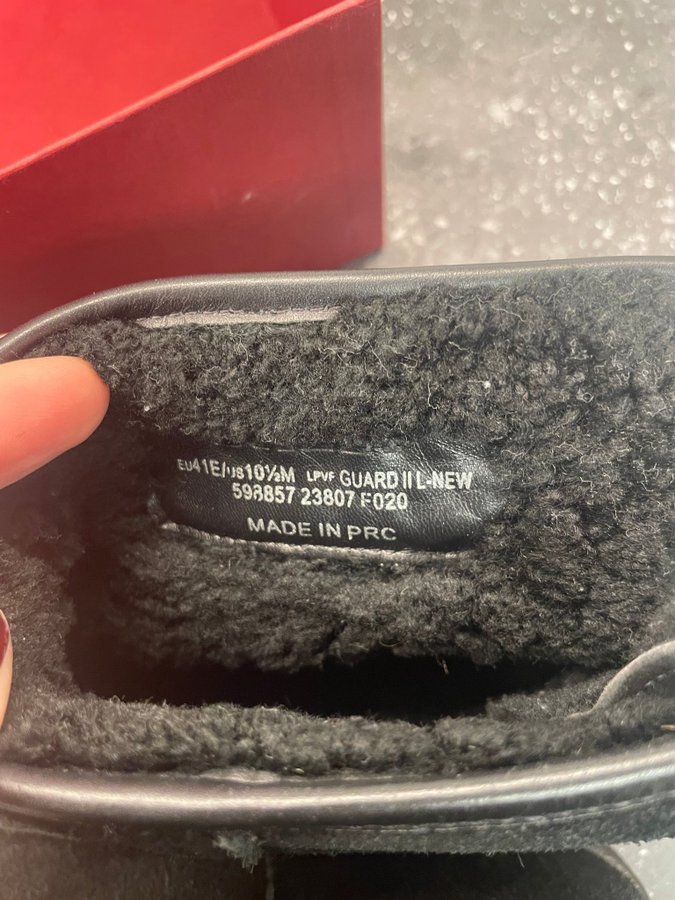 EU41E/US10½M LPVF GUARD II L-NEW
598857 23807 F020
MADE IN PRC